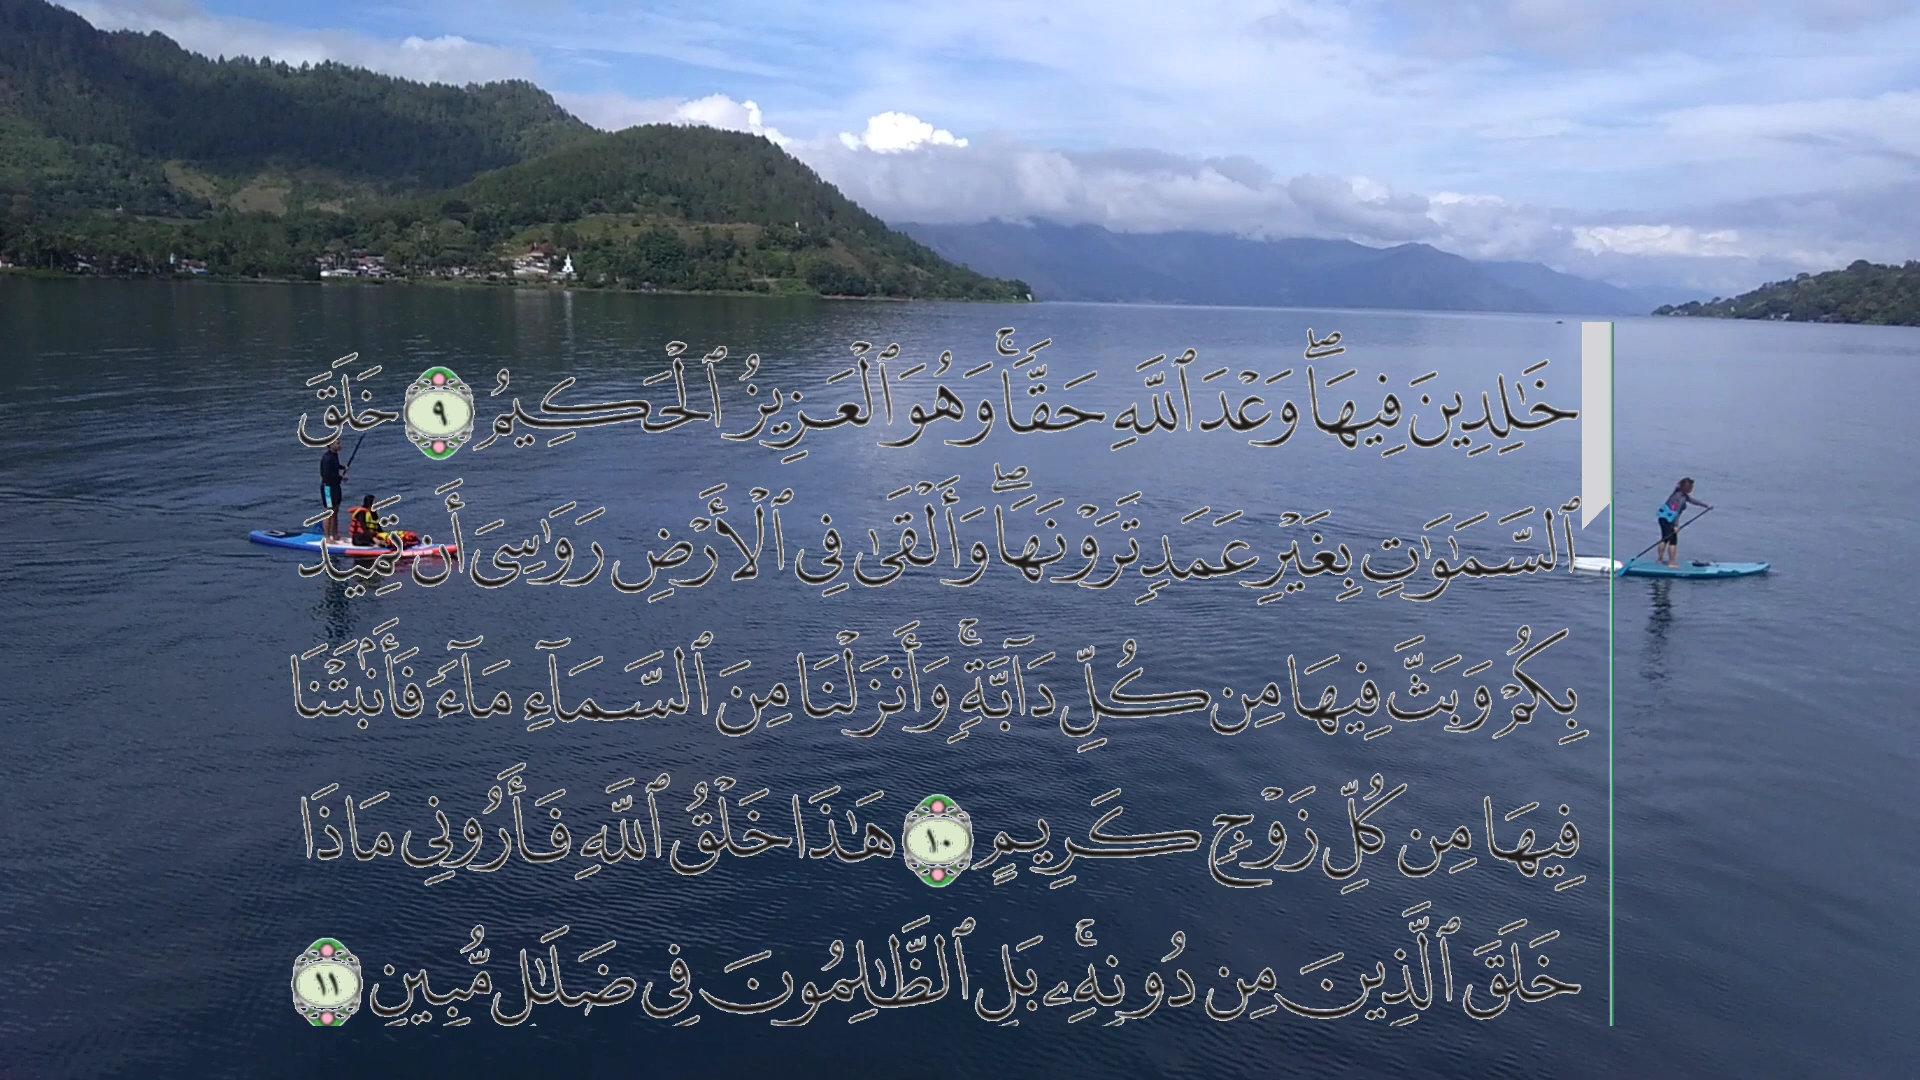 خَٰلِدِينَ فِيهَاۖ وَعْدَ ٱللَّهِ حَقًّاۚ وَهُوَ ٱلْعَزِيزُ ٱلْحَكِيمُ ٩ خَلَقَ
ٱلسَّمَٰوَٰتِ بِغَيْرِ عَمَدٍ تَرَوْنَهَاۖ وَأَلْقَىٰ فِى ٱلْأَرْضِ رَوَٰسِىَ أَن تَمِيدَ
بِكُمْ وَبَثَّ فِيهَا مِن كُلِّ دَآبَّةٍۚ وَأَنزَلْنَا مِنَ ٱلسَّمَآءِ مَآءً فَأَنۢبَتْنَا
فِيهَا مِن كُلِّ زَوْجٍ كَرِيمٍ ١٠ هَٰذَا خَلْقُ ٱللَّهِ فَأَرُونِى مَاذَا
خَلَقَ ٱلَّذِينَ مِن دُونِهِۦۚ بَلِ ٱلظَّٰلِمُونَ فِى ضَلَٰلٍ مُّبِينٍ ١١